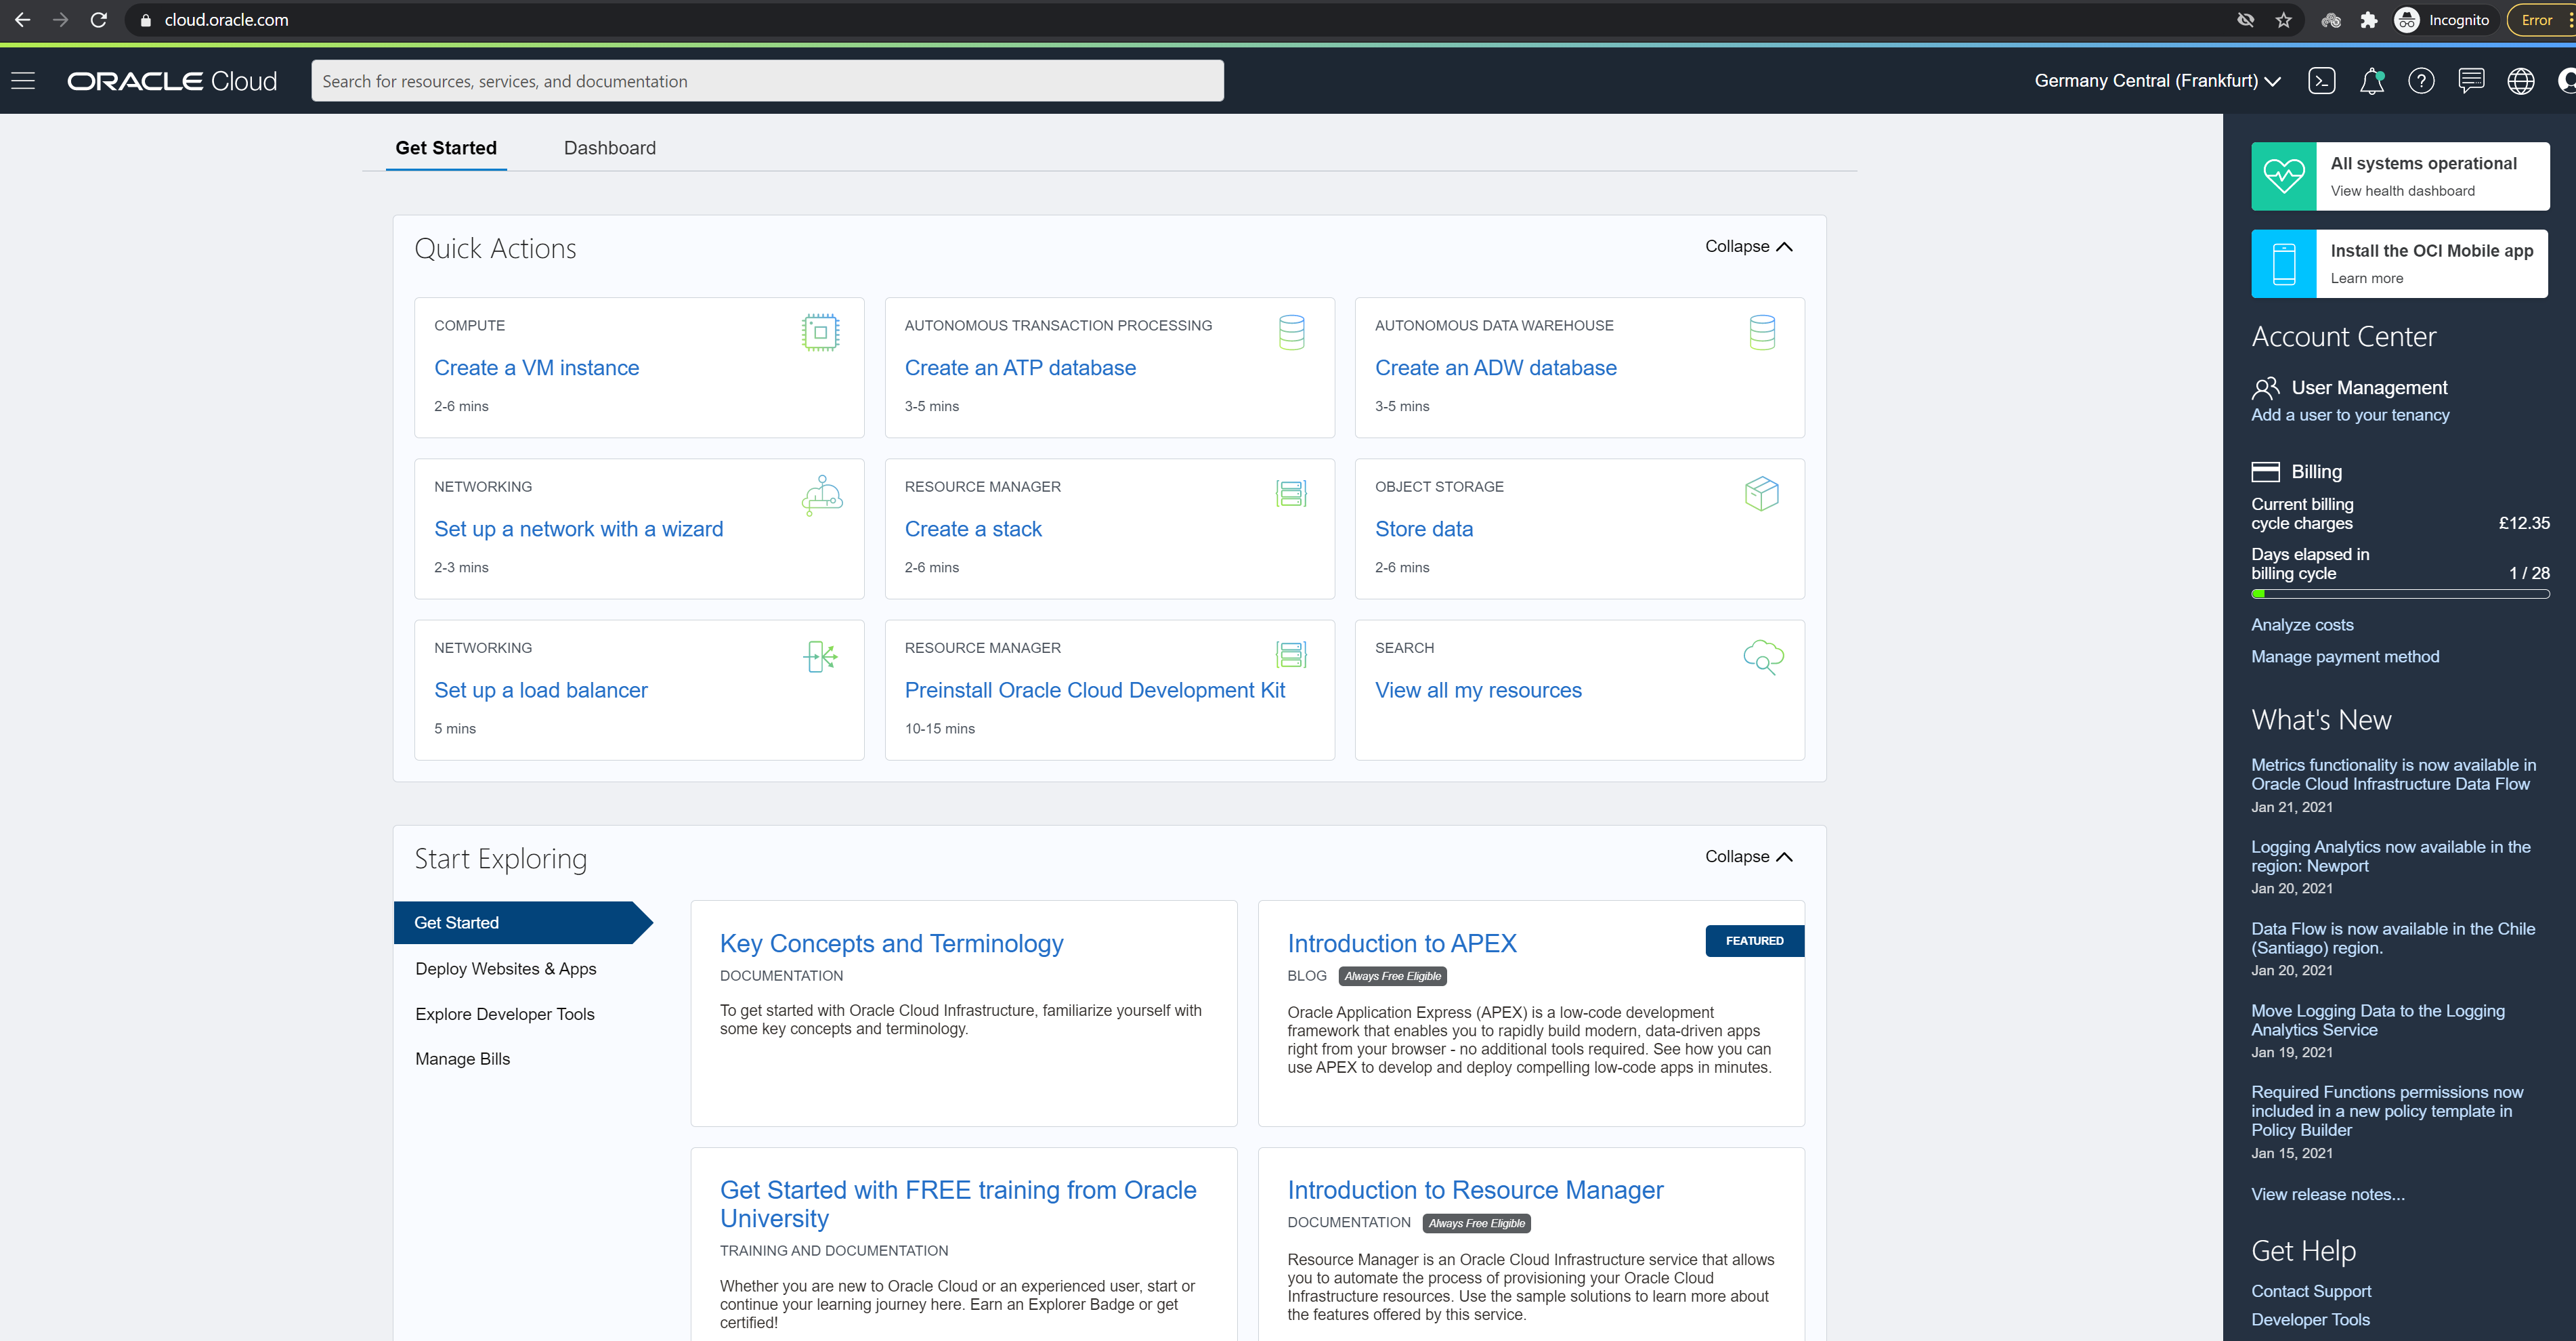 cloud.oracle.com
Incognito
Error
ORACLE Cloud
Search for resources, services, and documentation
Germany Central (Frankfurt)
Get Started
Dashboard
Quick Actions
Collapse
COMPUTE
Create a VM instance
2-6 mins
AUTONOMOUS TRANSACTION PROCESSING
Create an ATP database
3-5 mins
AUTONOMOUS DATA WAREHOUSE
Create an ADW database
3-5 mins
NETWORKING
Set up a network with a wizard
2-3 mins
RESOURCE MANAGER
Create a stack
2-6 mins
OBJECT STORAGE
Store data
2-6 mins
NETWORKING
Set up a load balancer
5 mins
RESOURCE MANAGER
Preinstall Oracle Cloud Development Kit
10-15 mins
SEARCH
View all my resources
Start Exploring
Collapse
Get Started
Deploy Websites & Apps
Explore Developer Tools
Manage Bills
Key Concepts and Terminology
DOCUMENTATION
To get started with Oracle Cloud Infrastructure, familiarize yourself with
some key concepts and terminology.
Introduction to APEX
FEATURED
BLOG Always Free Eligible
Oracle Application Express (APEX) is a low-code development
framework that enables you to rapidly build modern, data-driven apps
right from your browser - no additional tools required. See how you can
use APEX to develop and deploy compelling low-code apps in minutes.
Get Started with FREE training from Oracle
University
TRAINING AND DOCUMENTATION
Whether you are new to Oracle Cloud or an experienced user, start or
continue your learning journey here. Earn an Explorer Badge or get
certified!
Introduction to Resource Manager
DOCUMENTATION Always Free Eligible
Resource Manager is an Oracle Cloud Infrastructure service that allows
you to automate the process of provisioning your Oracle Cloud
Infrastructure resources. Use the sample solutions to learn more about
the features offered by this service.
All systems operational
View health dashboard
Install the OCI Mobile app
Learn more
Account Center
User Management
Add a user to your tenancy
Billing
Current billing
cycle charges £12.35
Days elapsed in
billing cycle 1 / 28
Analyze costs
Manage payment method
What's New
Metrics functionality is now available in
Oracle Cloud Infrastructure Data Flow
Jan 21, 2021
Logging Analytics now available in the
region: Newport
Jan 20, 2021
Data Flow is now available in the Chile
(Santiago) region.
Jan 20, 2021
Move Logging Data to the Logging
Analytics Service
Jan 19, 2021
Required Functions permissions now
included in a new policy template in
Policy Builder
Jan 15, 2021
View release notes...
Get Help
Contact Support
Developer Tools